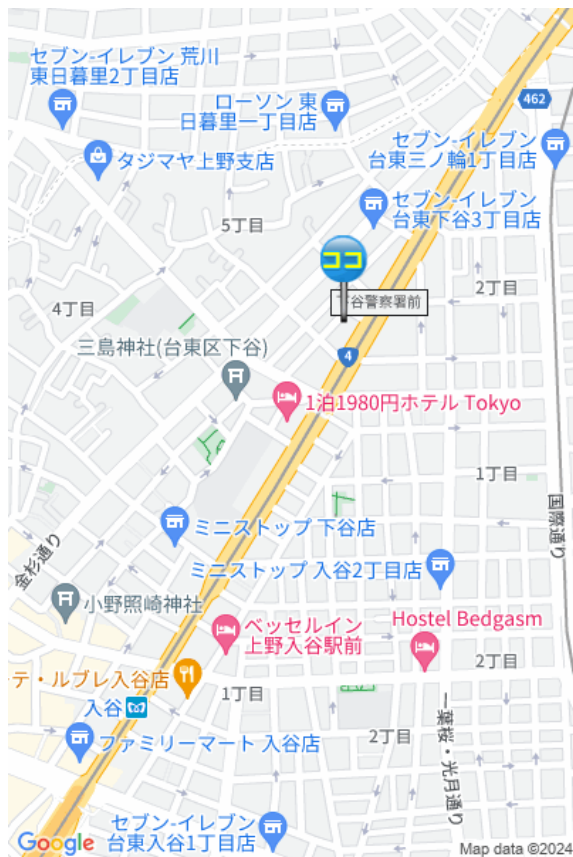 セブン-イレブン 荒川
東日暮里2丁目店
ローソン 東
日暮里一丁目店
462
タジマヤ上野支店
セブン-イレブン
台東三ノ輪1丁目店
セブン-イレブン
台東下谷3丁目店
5丁目
ココ
2丁目
谷警察署前
4丁目
三島神社(台東区下谷)
4
1泊1980円ホテル Tokyo
1丁目
国際通り
ミニストップ 下谷店
金杉通り
ミニストップ 入谷2丁目店
小野照崎神社
ベッセルイン
上野入谷駅前
Hostel Bedgasm
2丁目
テ・ルブレ入谷店
1丁目
入谷
一葉桜・光月通り
2丁目
ファミリーマート 入谷店
セブン-イレブン
台東入谷1丁目店
Google
Map data ©2024